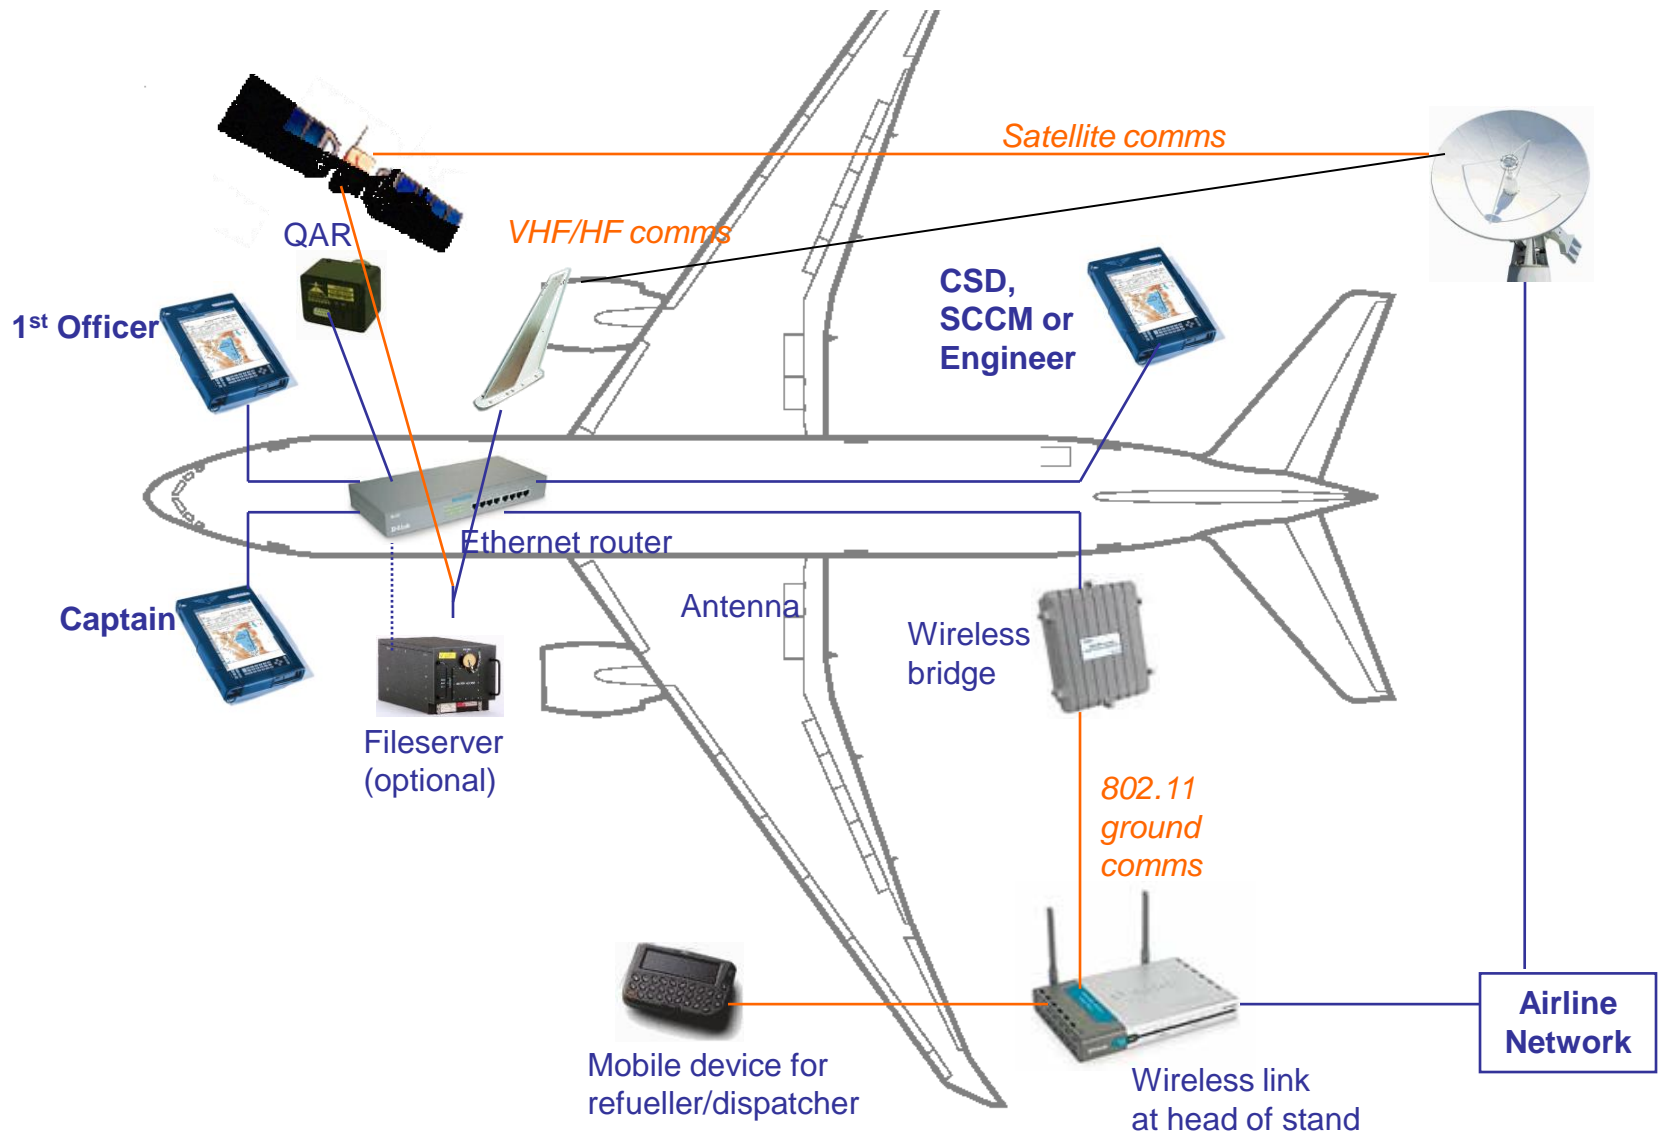 Satellite comms
QAR
VHF/HF comms
1st Officer
CSD,
SCCM or
Engineer
Ethernet router
Captain
Antenna
Wireless
bridge
Fileserver
(optional)
802.11
ground
comms
Airline
Network
Mobile device for
refueller/dispatcher
Wireless link
at head of stand